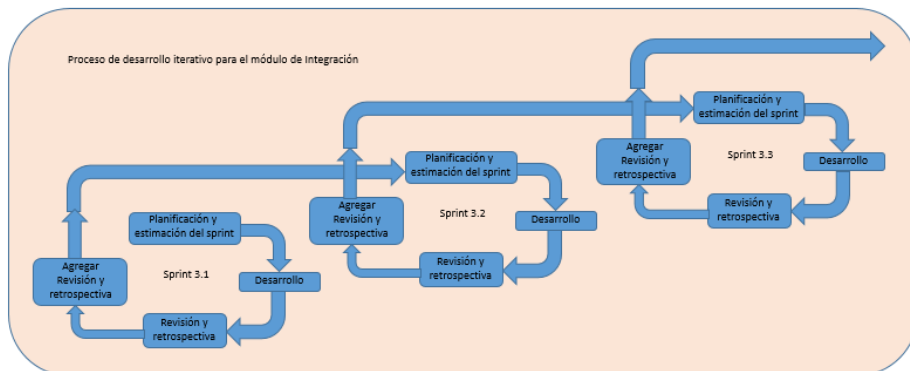 Proceso de desarrollo iterativo para el módulo de Integración
Planificación y
estimación del sprint
Agregar
Revisión y
retrospectiva
Sprint 3.1
Desarrollo
Revisión y
retrospectiva
Planificación y
estimación del sprint
Agregar
Revisión y
retrospectiva
Sprint 3.2
Desarrollo
Revisión y
retrospectiva
Planificación y
estimación del sprint
Agregar
Revisión y
retrospectiva
Sprint 3.3
Desarrollo
Revisión y
retrospectiva